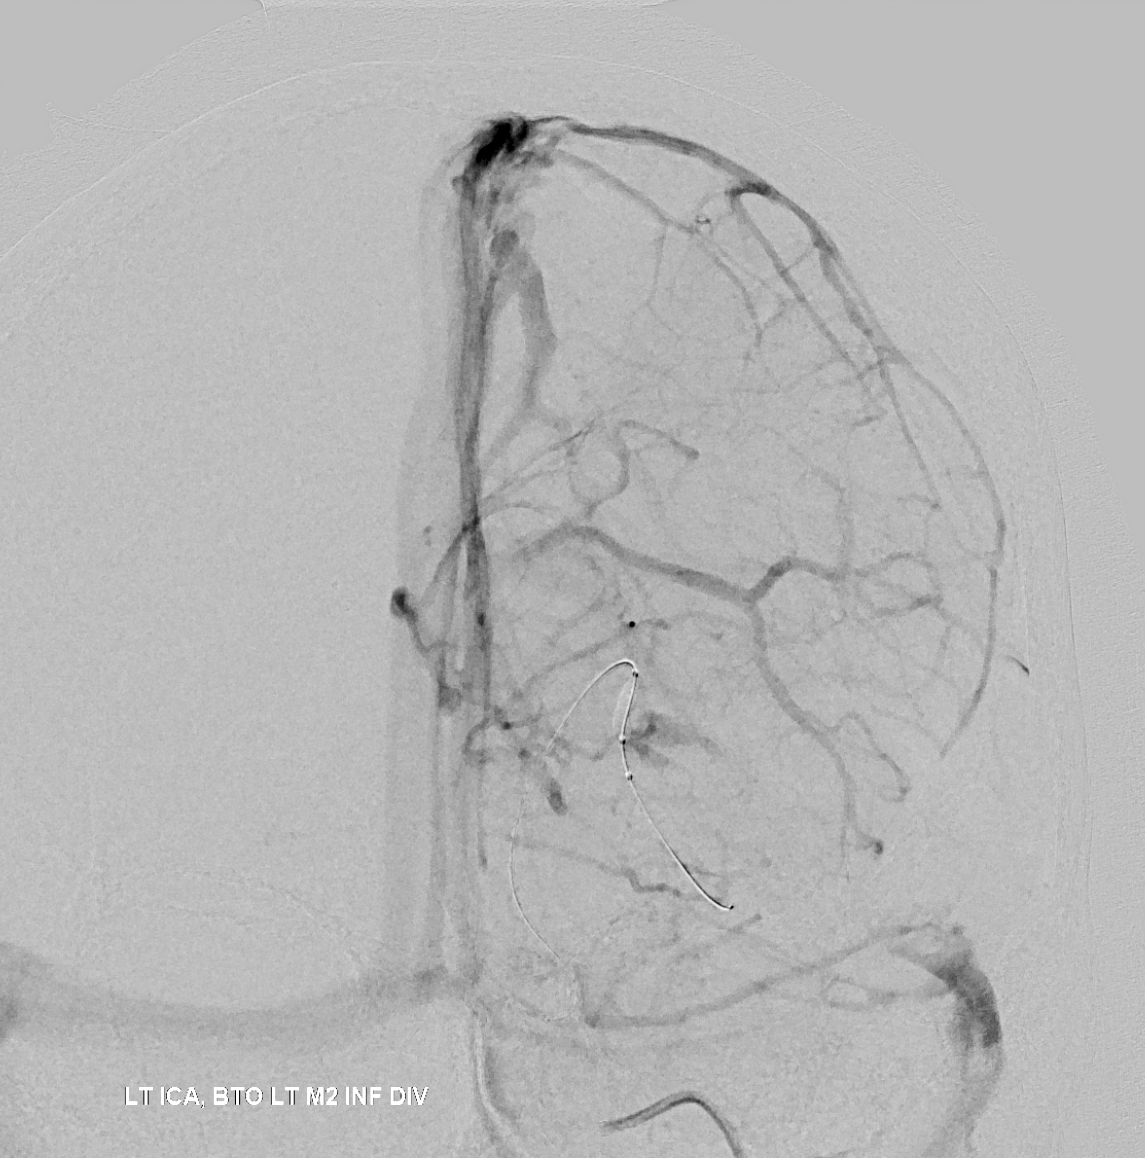 LT ICA, BTO LT M2 INF DIV